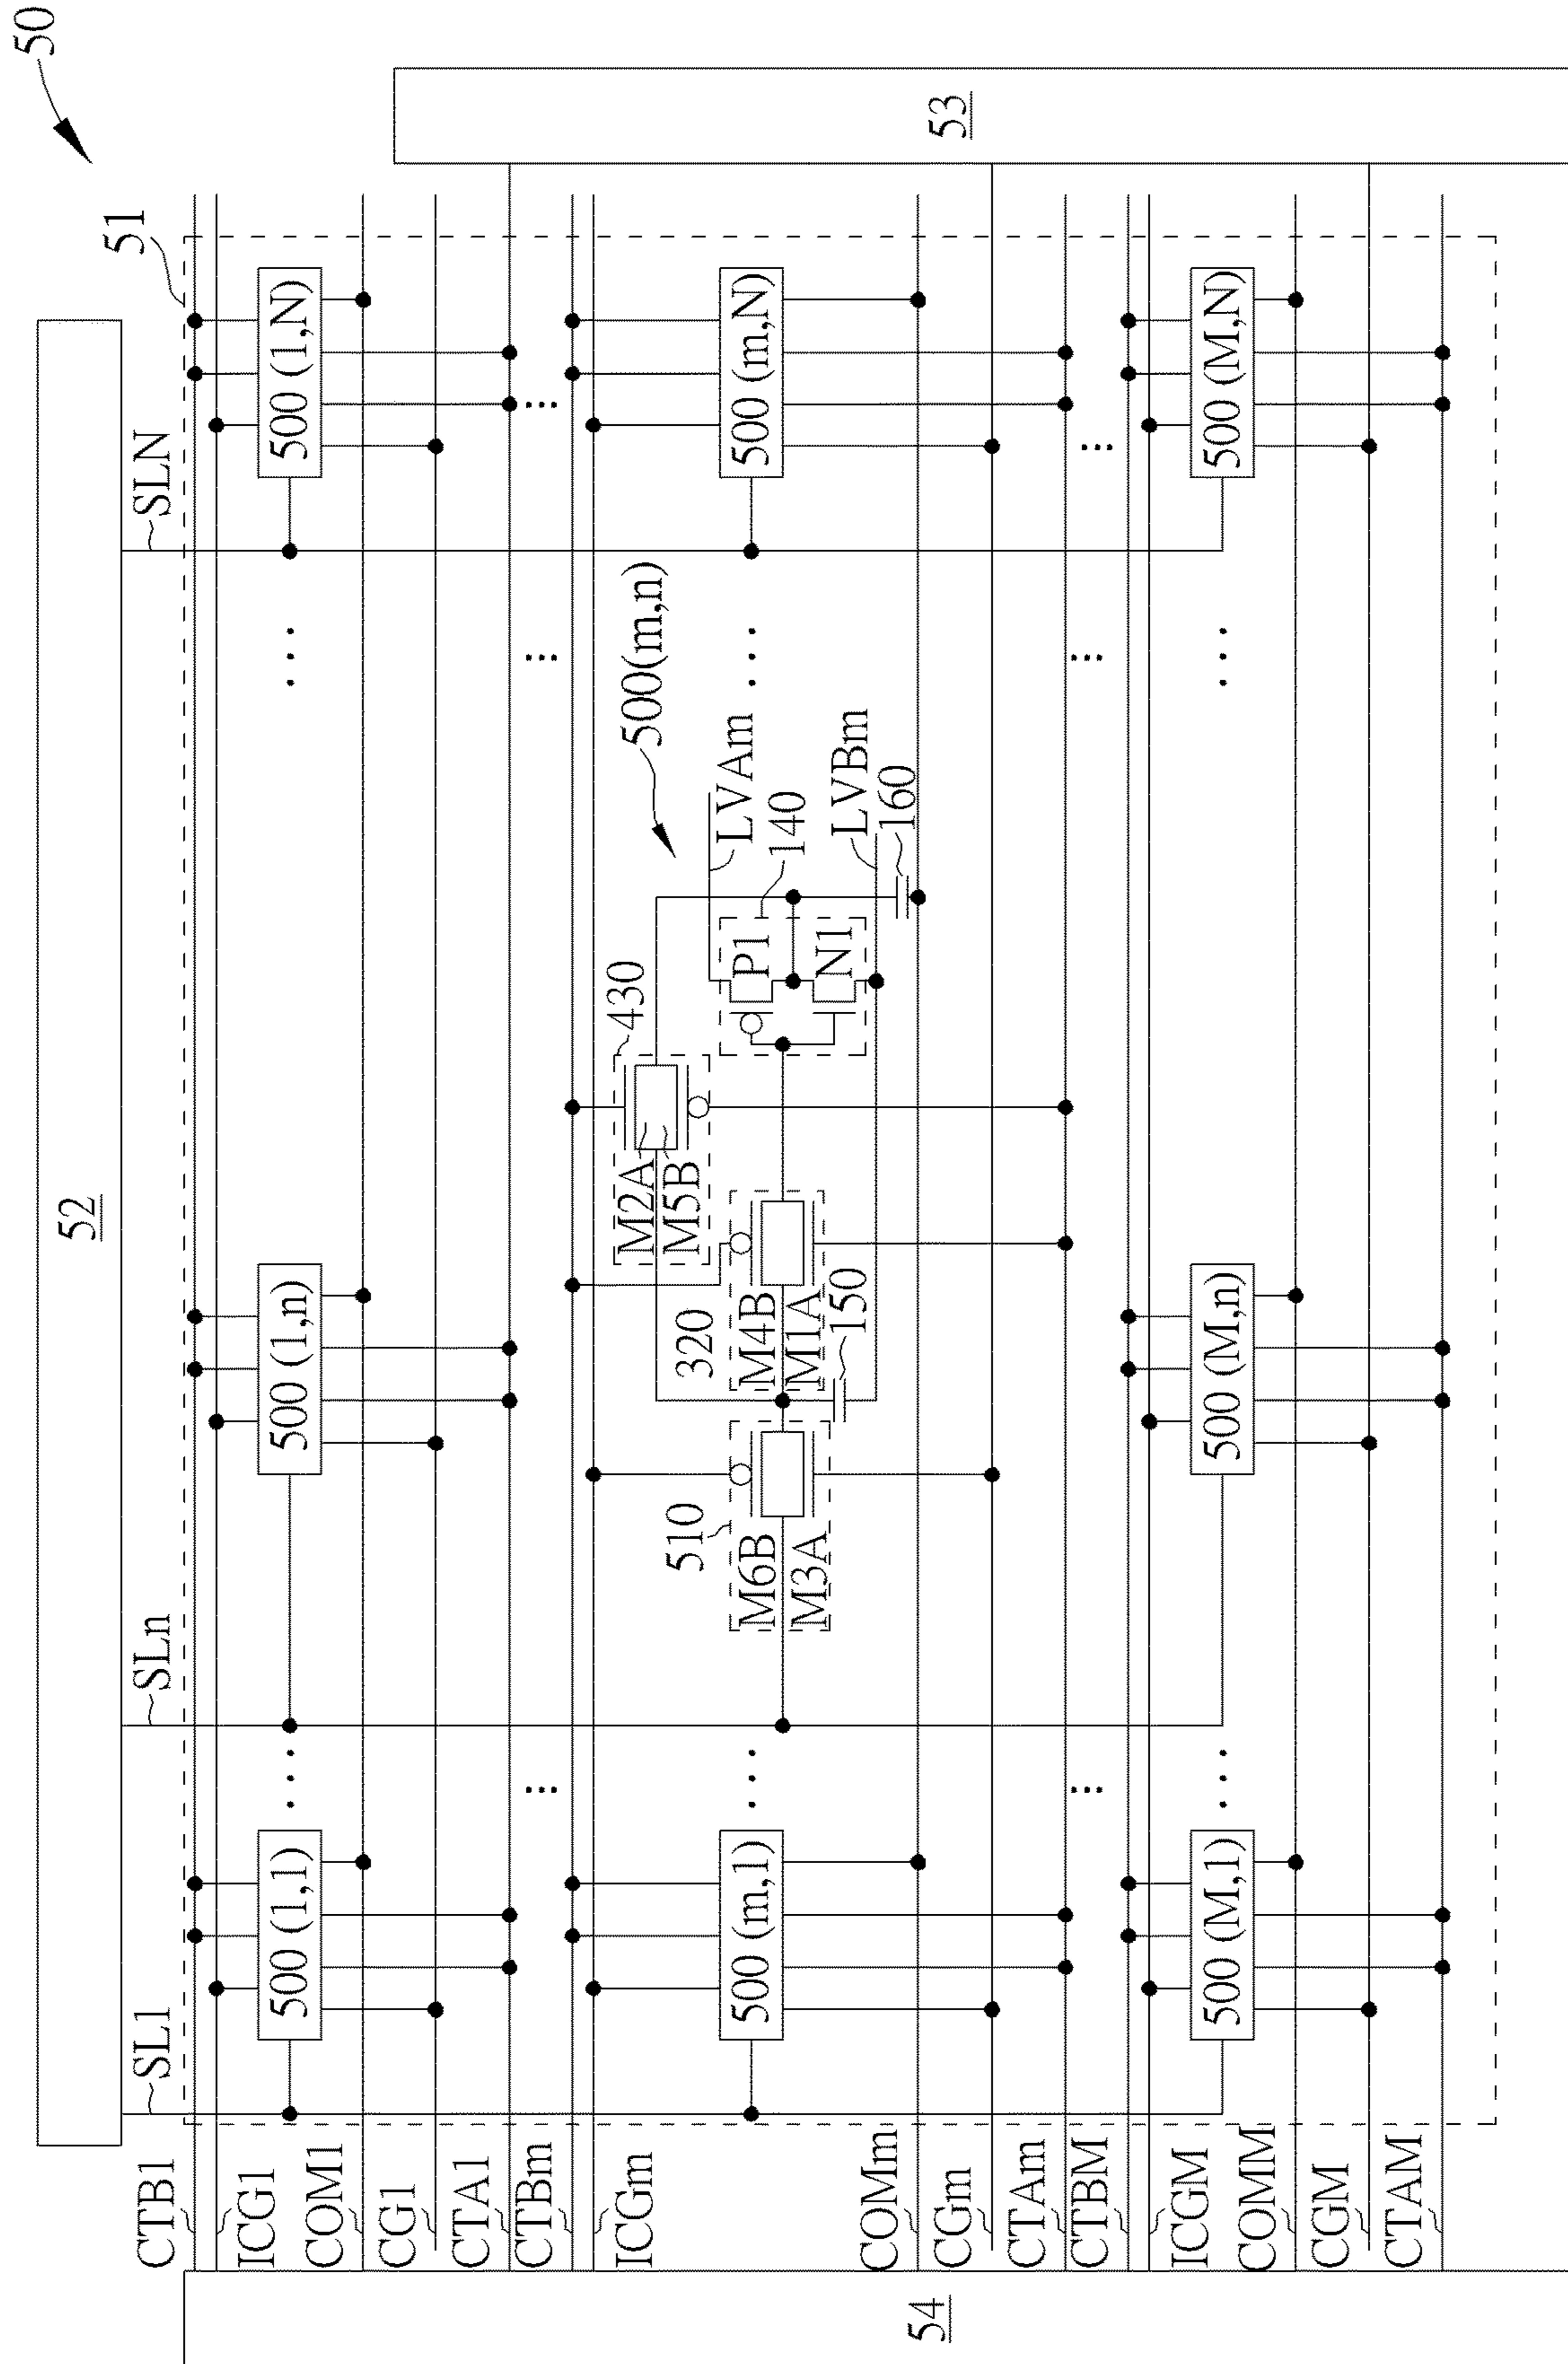 50
52
51
SL1
SLn
SLN
CTB1
ICG1
COM1
CG1
CTA1
CTBm
ICGm
COMm
CGm
CTAm
CTBM
ICGM
COMM
CGM
CTAM
500 (1,1)
500 (1,n)
500 (1,N)
500 (m,1)
500(m,n)
500 (m,N)
500 (M,1)
500 (M,n)
500 (M,N)
510
M6B
M3A
320
M4B
M1A
150
430
M2A
M5B
P1
N1
LVAm
140
LVBm
160
53
54